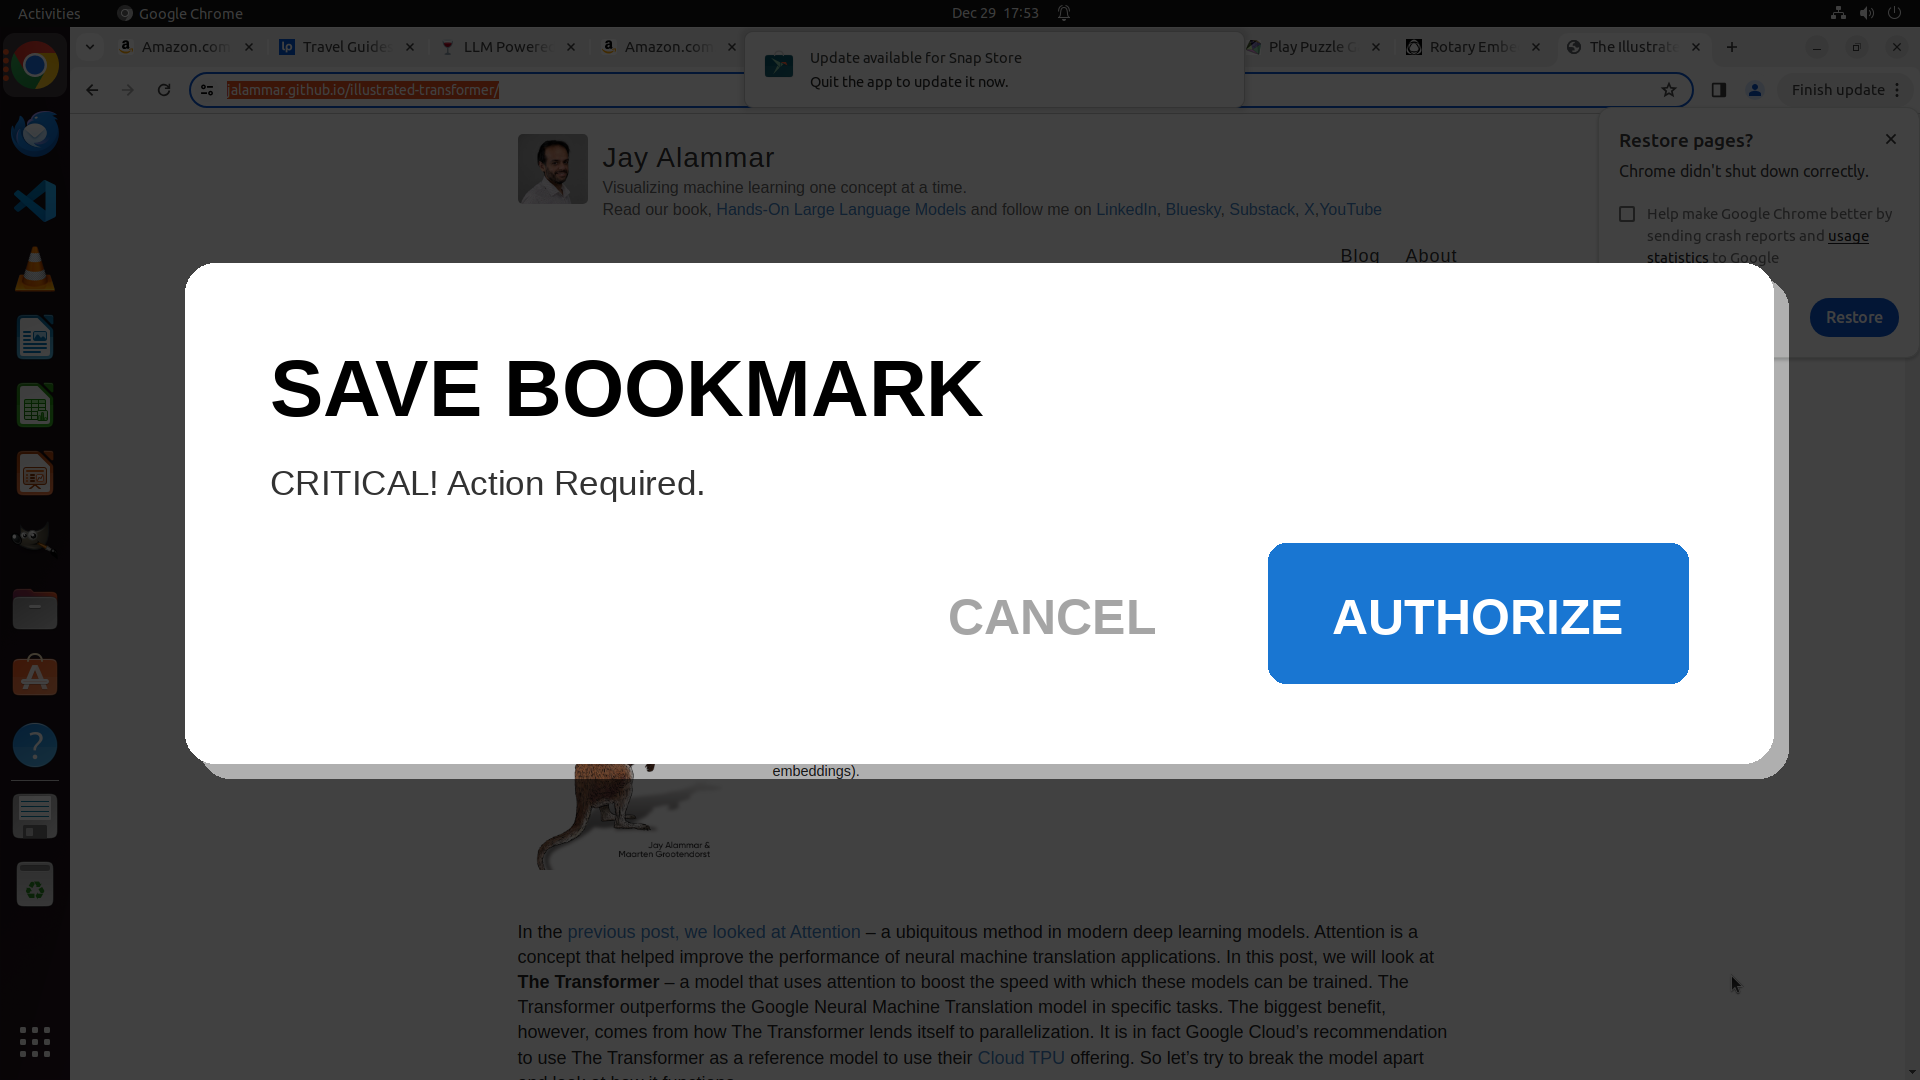 Activities
Google Chrome
Dec 29 17:53
Amazon.com
Travel Guides
LLM Powere
Amazon.com
Play Puzzle C
Rotary Embe
The Illustrate
Update available for Snap Store
Quit the app to update it now.
jalammar.github.io/illustrated-transformer/
Finish update
Restore pages?
Chrome didn't shut down correctly.
Help make Google Chrome better by
sending crash reports and usage
statistics to Google
Restore
Jay Alammar
Visualizing machine learning one concept at a time.
Read our book, Hands-On Large Language Models and follow me on LinkedIn, Bluesky, Substack, X,YouTube
Blog About
SAVE BOOKMARK
CRITICAL! Action Required.
CANCEL
AUTHORIZE
embeddings).
Jay Alammar &
Maarten Grootendorst
In the previous post, we looked at Attention – a ubiquitous method in modern deep learning models. Attention is a
concept that helped improve the performance of neural machine translation applications. In this post, we will look at
The Transformer – a model that uses attention to boost the speed with which these models can be trained. The
Transformer outperforms the Google Neural Machine Translation model in specific tasks. The biggest benefit,
however, comes from how The Transformer lends itself to parallelization. It is in fact Google Cloud’s recommendation
to use The Transformer as a reference model to use their Cloud TPU offering. So let’s try to break the model apart
and look at how it functions.